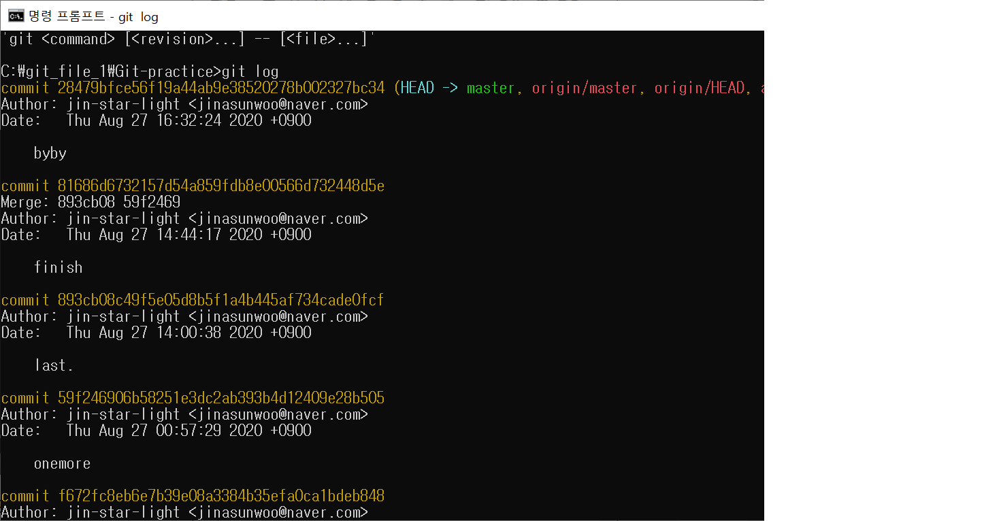 명령 프롬프트 - git  log
'git <command> [<revision>...] -- [<file>...]'
C:₩git_file_1₩Git-practice>git log
commit 28479bfce56f19a44ab9e38520278b002327bc34 (HEAD -> master, origin/master, origin/HEAD,
Author: jin-star-light <jinasunwoo@naver.com>
Date:   Thu Aug 27 16:32:24 2020 +0900
byby
commit 81686d6732157d54a859fdb8e00566d732448d5e
Merge: 893cb08 59f2469
Author: jin-star-light <jinasunwoo@naver.com>
Date:   Thu Aug 27 14:44:17 2020 +0900
finish
commit 893cb08c49f5e05d8b5f1a4b445af734cade0fcf
Author: jin-star-light <jinasunwoo@naver.com>
Date:   Thu Aug 27 14:00:38 2020 +0900
last.
commit 59f246906b58251e3dc2ab393b4d12409e28b505
Author: jin-star-light <jinasunwoo@naver.com>
Date:   Thu Aug 27 00:57:29 2020 +0900
onemore
commit f672fc8eb6e7b39e08a3384b35efa0ca1bdeb848
Author: jin-star-light <jinasunwoo@naver.com>